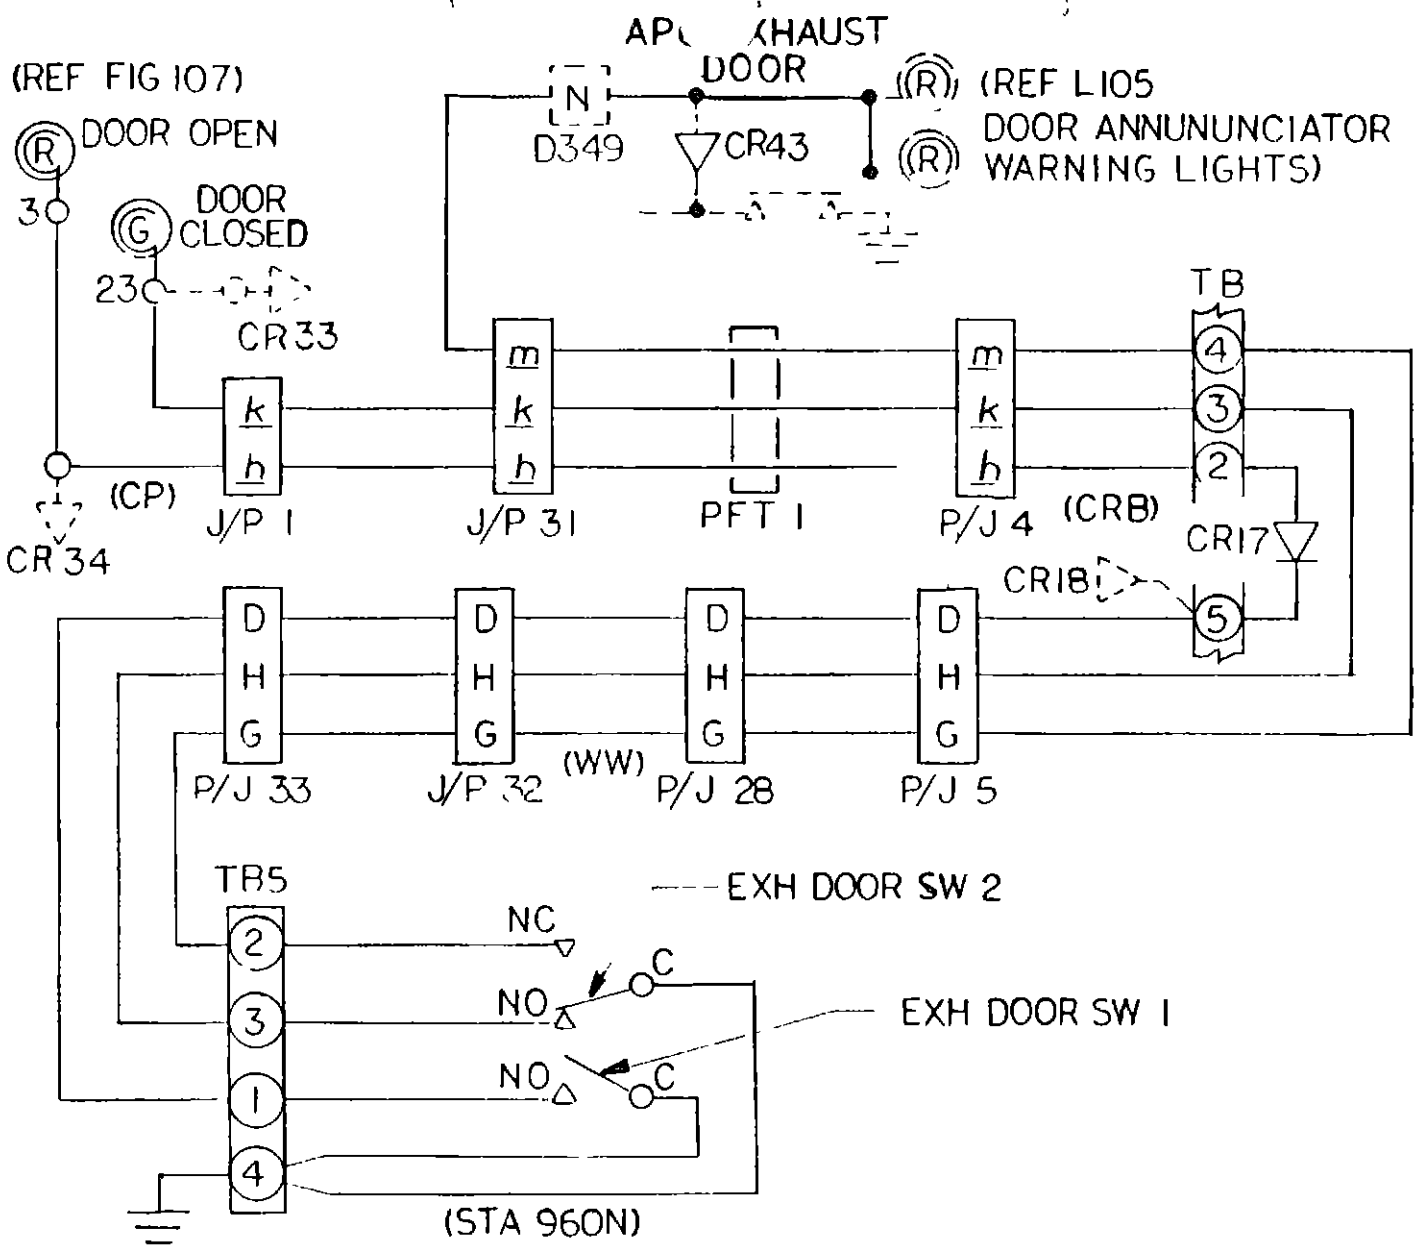 HAUST
DOOR
(REF FIG 107)
R DOOR OPEN
3
G DOOR
CLOSED
23
CR33
N
D349
CR43
R (REF L105
R DOOR ANNUNUNCIATOR
WARNING LIGHTS)
TB
m m 4
k k k 3
h h h 2
(CP)
J/P 1 J/P 31 PFT 1 P/J 4 (CRB)
CR17
CR34
CR18
D D D D 5
H H H H
G G G G
(WW)
P/J 33 J/P 32 P/J 28 P/J 5
TB5
EXH DOOR SW 2
2 NC
C
3 NO
EXH DOOR SW 1
1 NO C
4
(STA 960N)